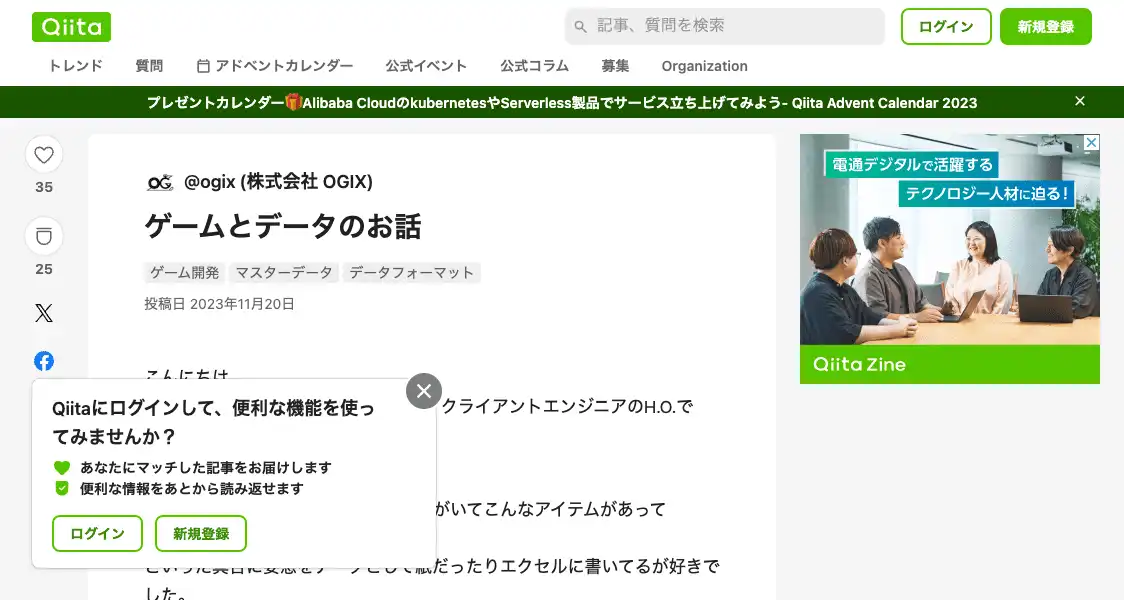 Qiita
記事、質問を検索
ログイン
新規登録
トレンド
質問
アドベントカレンダー
公式イベント
公式コラム
募集
Organization
プレゼントカレンダー🎁Alibaba CloudのkubernetesやServerless製品でサービス立ち上げてみよう- Qiita Advent Calendar 2023
35
25
OG
@ogix (株式会社 OGIX)
ゲームとデータのお話
ゲーム開発 マスターデータ データフォーマット
投稿日 2023年11月20日
こんにちは
クライアントエンジニアのH.O.で
がいてこんなアイテムがあって
だったりエクセルに書いてるが好きで
した。
Qiitaにログインして、便利な機能を使っ
てみませんか？
あなたにマッチした記事をお届けします
便利な情報をあとから読み返せます
ログイン
新規登録
電通デジタルで活躍する
テクノロジー人材に迫る!
Qiita Zine